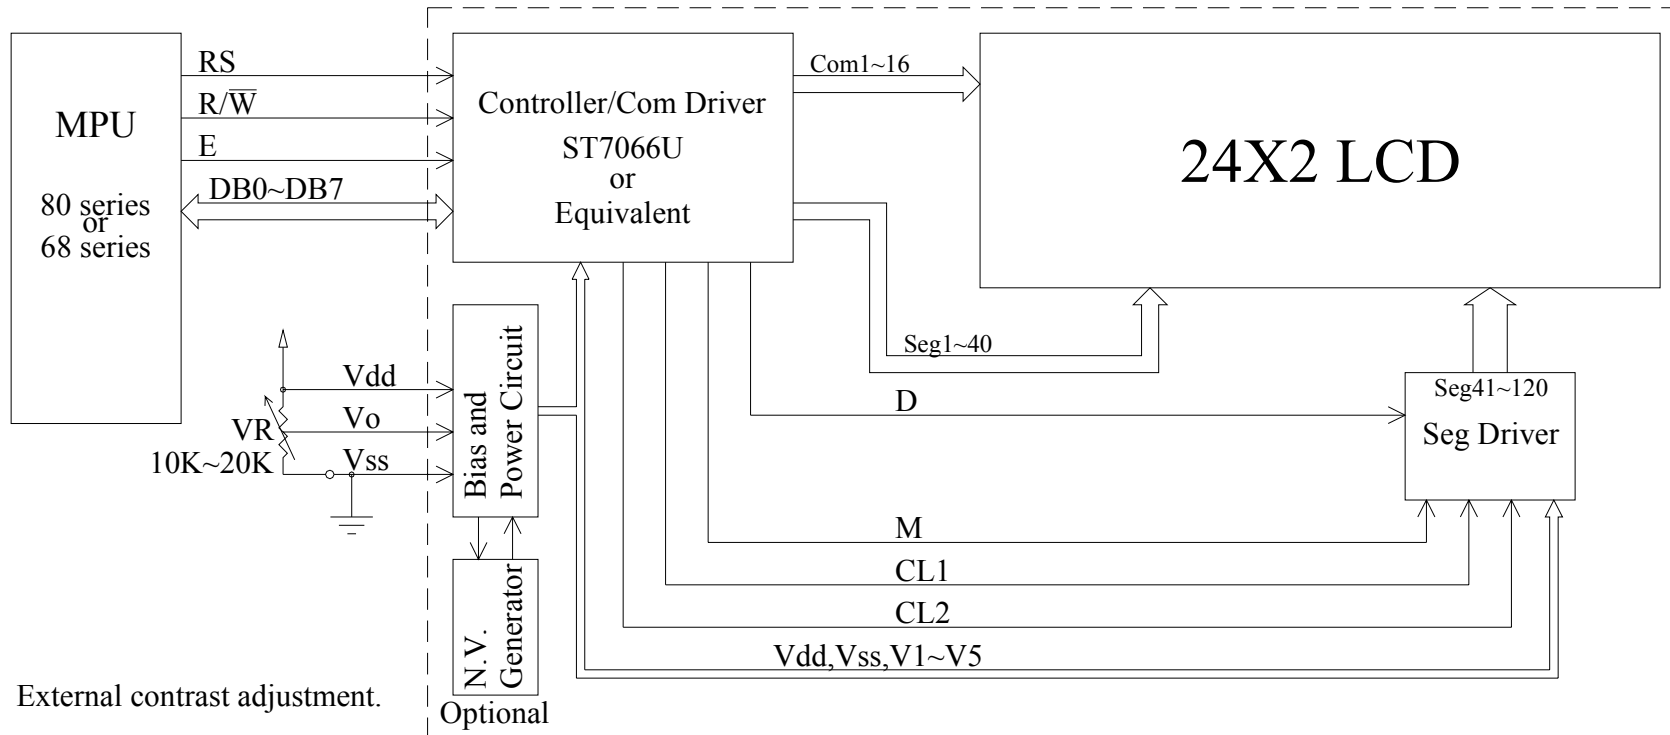 RS
R/W̅
E
DB0~DB7
MPU
80 series
or
68 series
Controller/Com Driver
ST7066U
or
Equivalent
Com1~16
24X2 LCD
Seg1~40
Seg41~120
Seg Driver
D
M
CL1
CL2
Vdd,Vss,V1~V5
Vdd
Vo
Vss
VR
10K~20K
Bias and
Power Circuit
N.V.
Generator
Optional
External contrast adjustment.